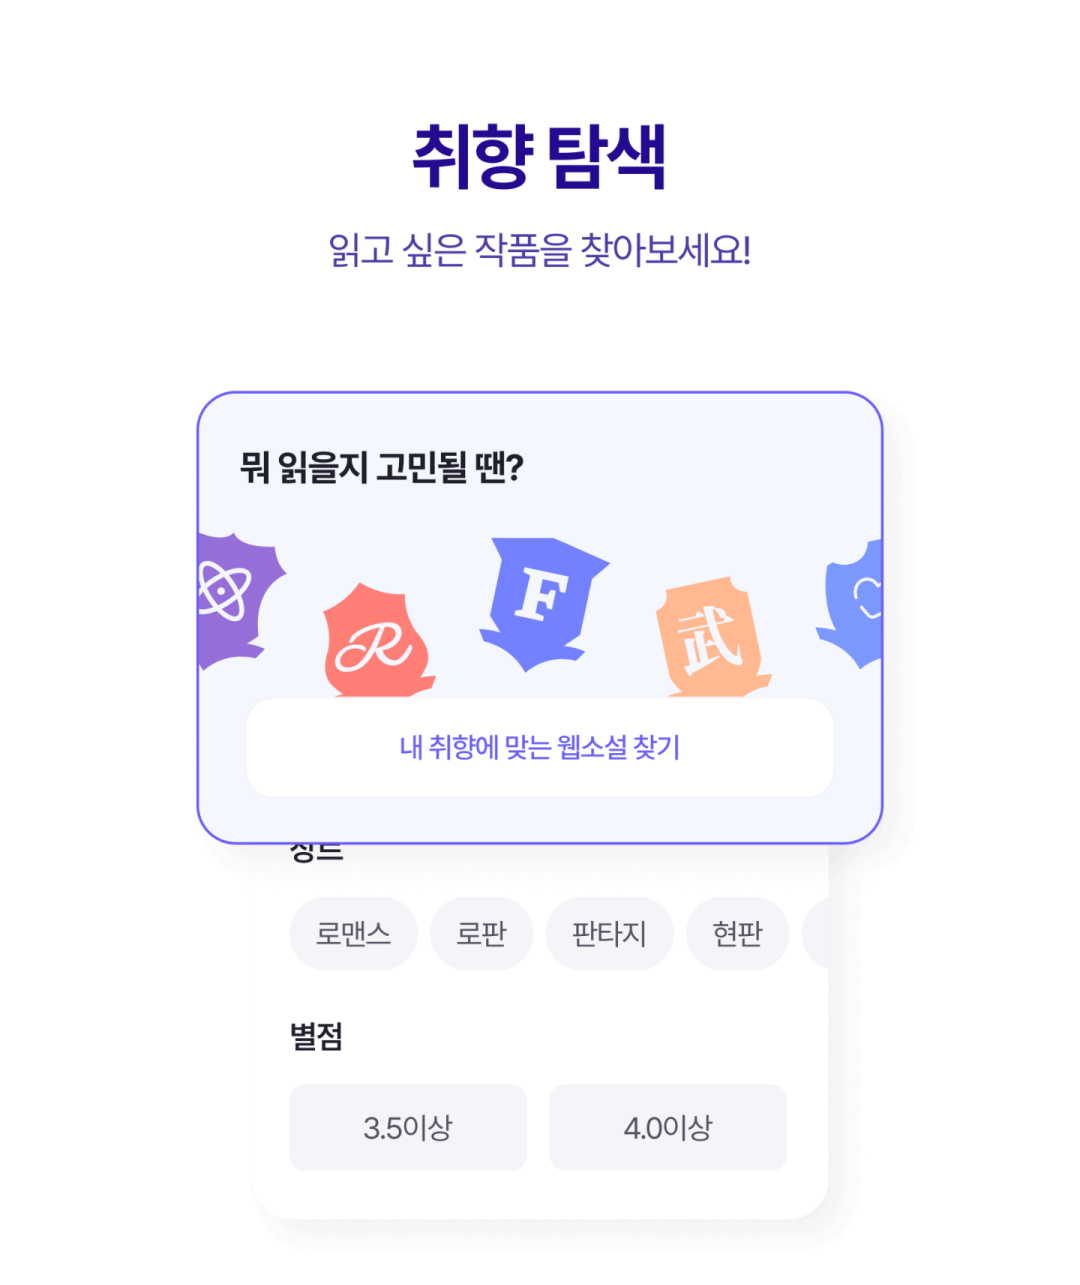 취향 탐색
읽고 싶은 작품을 찾아보세요!
뭐 읽을지 고민될 땐?
R
F
武
내 취향에 맞는 웹소설 찾기
장르
로맨스 로판 판타지 현판
별점
3.5이상 4.0이상